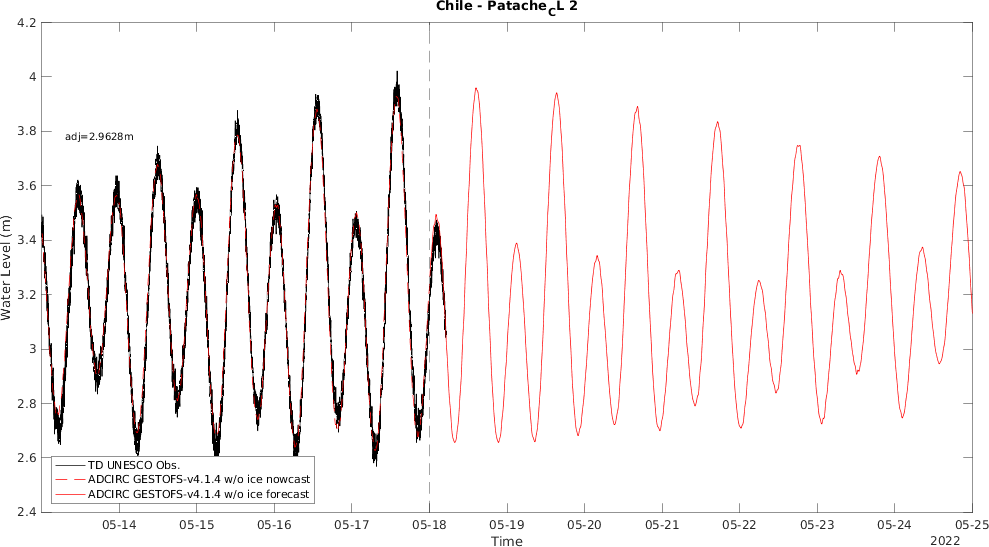 Chile - Patache_CL 2
4.2
4
3.8
3.6
3.4
3.2
3
2.8
2.6
2.4
Water Level (m)
adj=2.9628m
TD UNESCO Obs.
ADCIRC GESTOFS-v4.1.4 w/o ice nowcast
ADCIRC GESTOFS-v4.1.4 w/o ice forecast
05-14 05-15 05-16 05-17 05-18 05-19 05-20 05-21 05-22 05-23 05-24 05-25
Time
2022